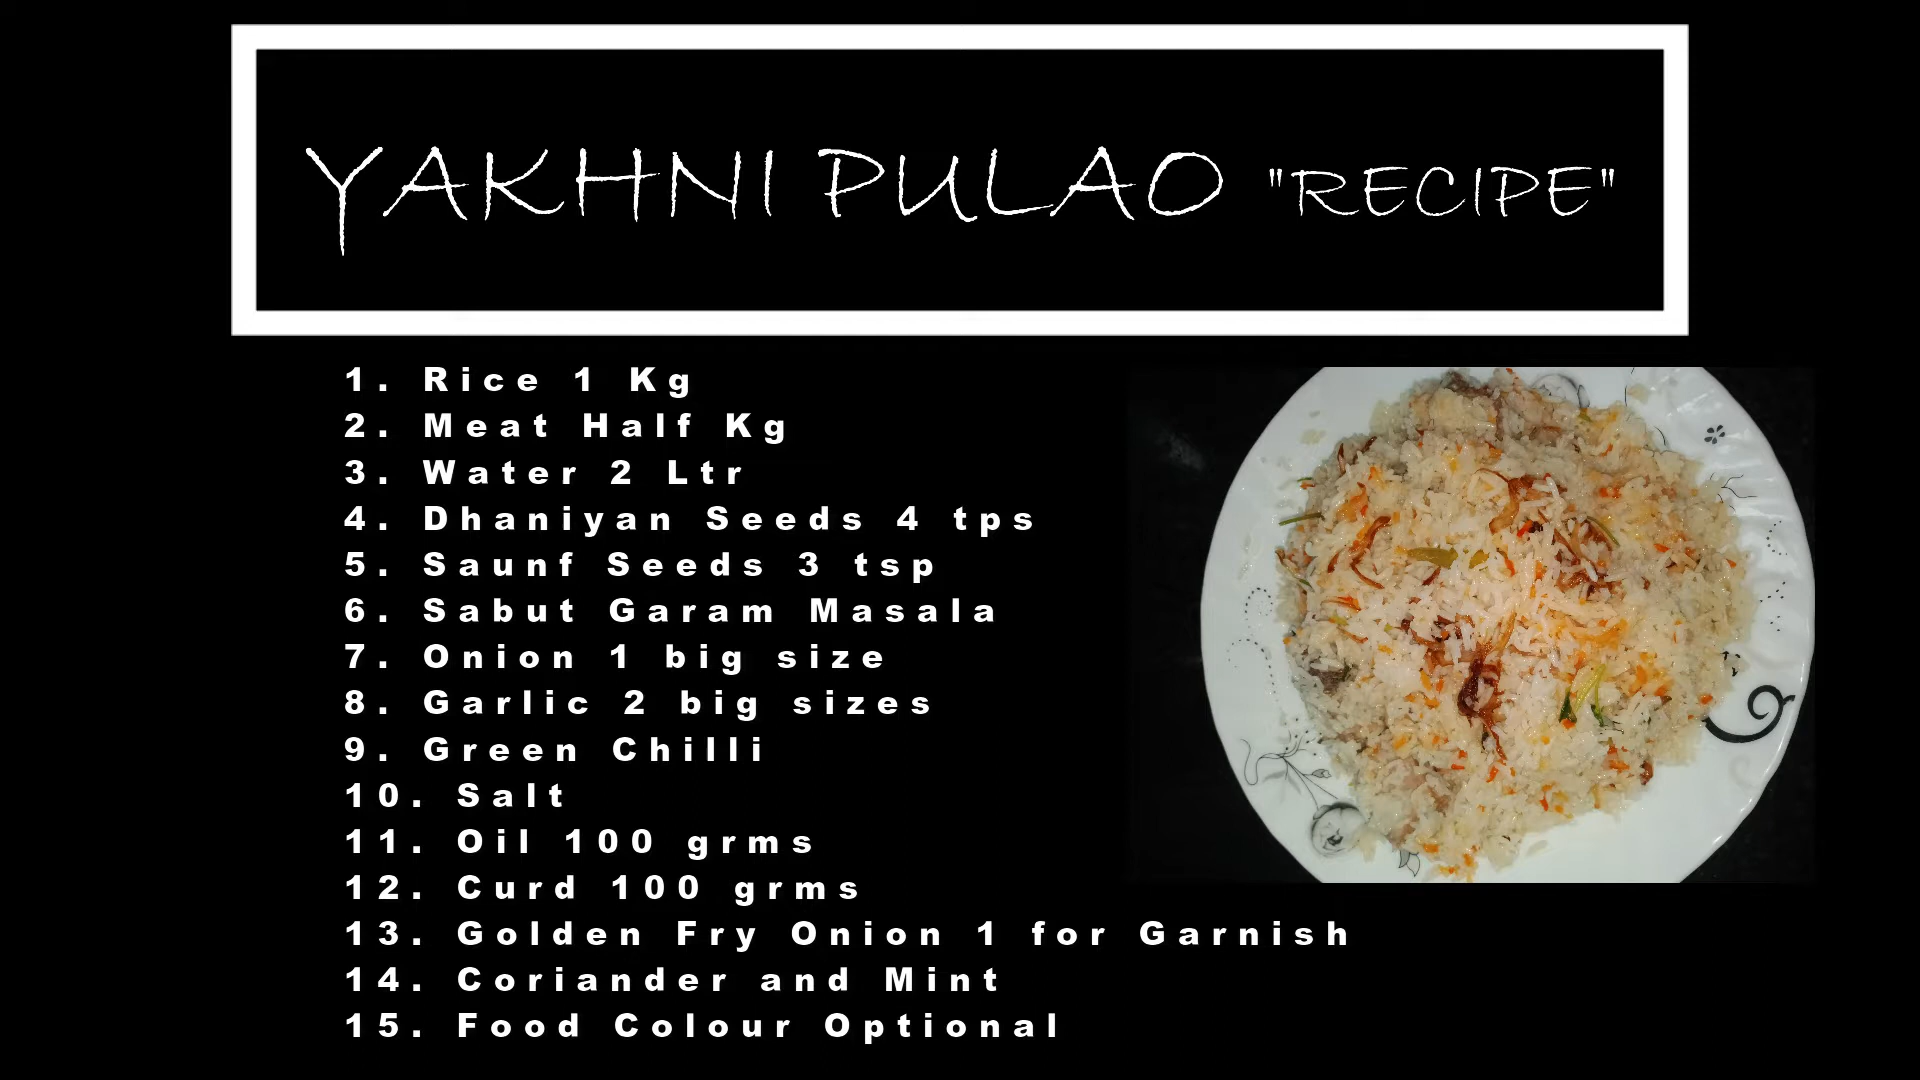 YAKHNI PULAO "RECIPE"
1. Rice 1 Kg
2. Meat Half Kg
3. Water 2 Ltr
4. Dhaniyan Seeds 4 tps
5. Saunf Seeds 3 tsp
6. Sabut Garam Masala
7. Onion 1 big size
8. Garlic 2 big sizes
9. Green Chilli
10. Salt
11. Oil 100 grms
12. Curd 100 grms
13. Golden Fry Onion 1 for Garnish
14. Coriander and Mint
15. Food Colour Optional